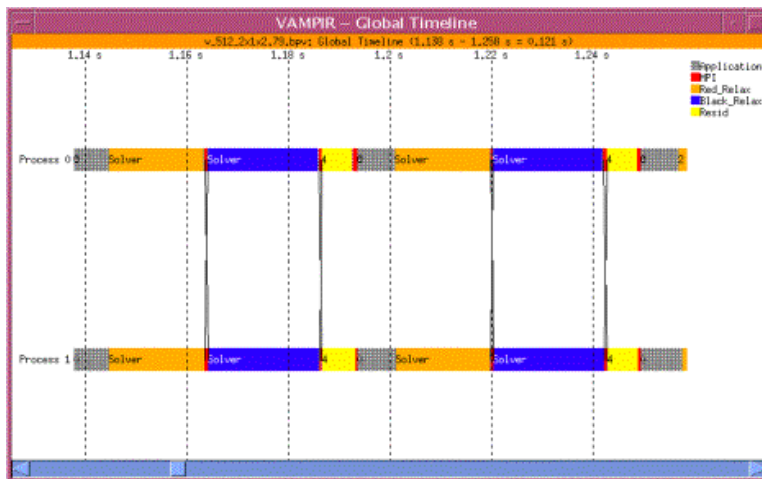 VAMPIR – Global Timeline
w_512_2x1x2.79.bpv: Global Timeline (1.138 s - 1.258 s = 0.121 s)
1.14 s 1.16 s 1.18 s 1.2 s 1.22 s 1.24 s
Application
MPI
Red_Relax
Black_Relax
Resid
Process 0 Solver Solver 4 Solver Solver 4 2
Process 1 Solver Solver 4 Solver Solver 4